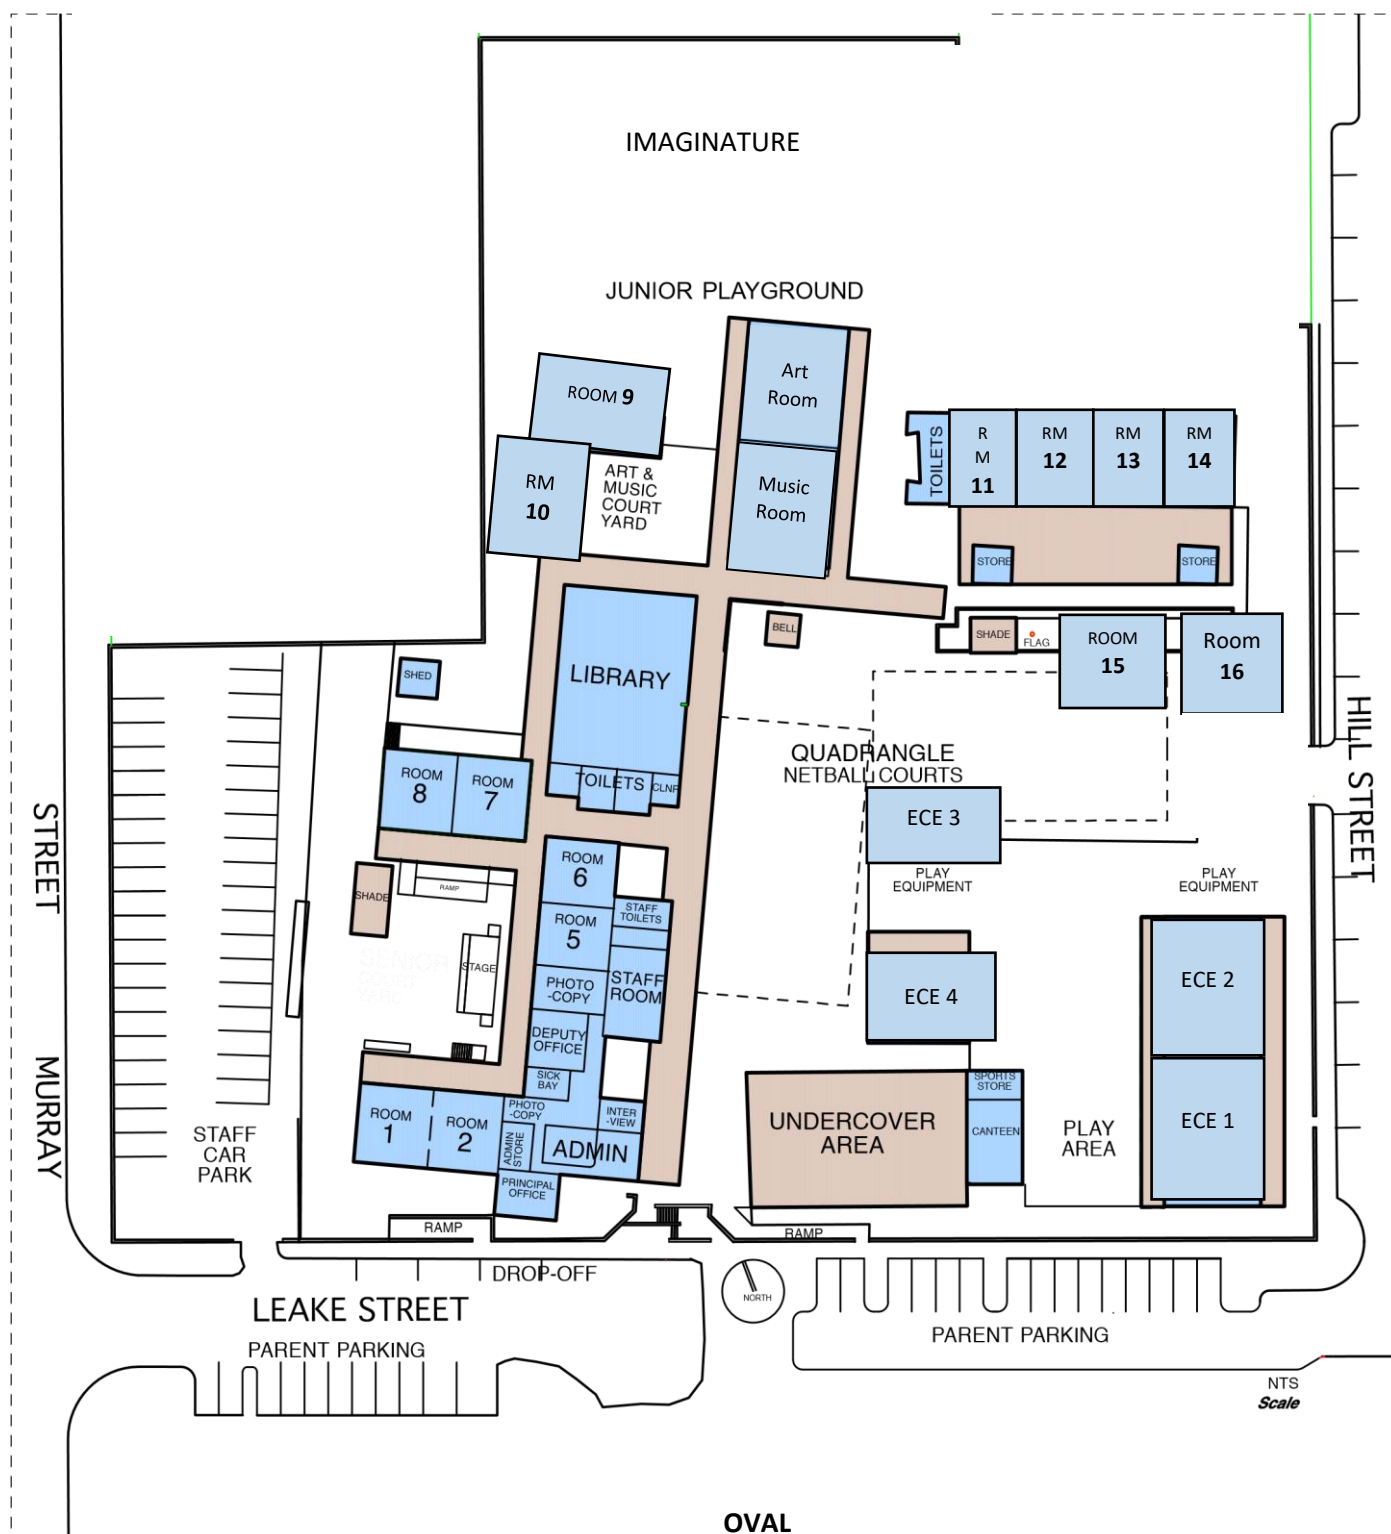 IMAGINATURE
JUNIOR PLAYGROUND
Art
Room
ROOM 9
Music
Room
ART &
MUSIC
COURT
YARD
RM
10
TOILETS
R
M
11
RM
12
RM
13
RM
14
STORE
STORE
BELL
SHADE
FLAG
ROOM
15
Room
16
LIBRARY
SHED
TOILETS
CLNR
QUADRANGLE
NETBALL COURTS
HILL STREET
ROOM
8
ROOM
7
ECE 3
PLAY
EQUIPMENT
PLAY
EQUIPMENT
STREET
MURRAY
SHADE
RAMP
ROOM
6
STAFF
TOILETS
ROOM
5
STAFF
ROOM
SENIOR
COURT
YARD
STAGE
PHOTO
-COPY
DEPUTY
OFFICE
SICK
BAY
ECE 4
ECE 2
ECE 1
SPORTS
STORE
CANTEEN
UNDERCOVER
AREA
PLAY
AREA
ROOM
1
ROOM
2
PHOTO
-COPY
INTER
-VIEW
ADMIN
STORE
ADMIN
PRINCIPAL
OFFICE
STAFF
CAR
PARK
RAMP
RAMP
DROP-OFF
NORTH
LEAKE STREET
PARENT PARKING
PARENT PARKING
NTS
Scale
OVAL